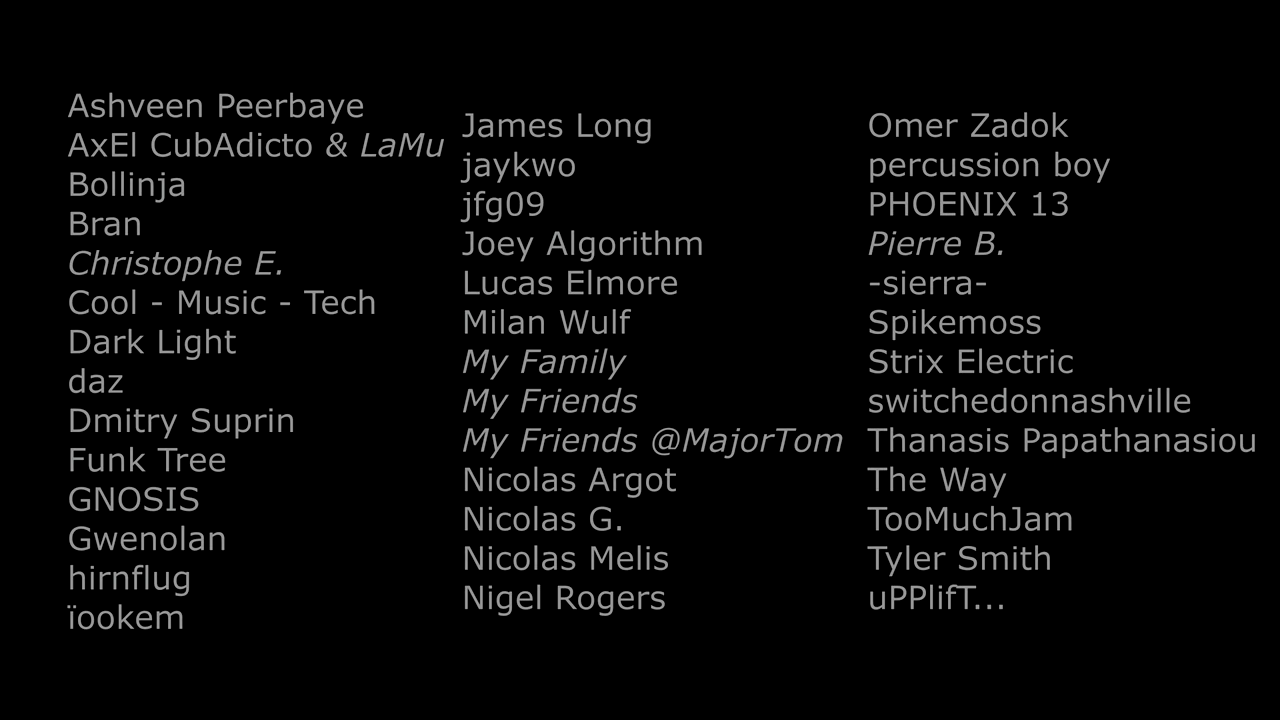 Ashveen Peerbaye
AxEl CubAdicto & LaMu
Bollinja
Bran
Christophe E.
Cool - Music - Tech
Dark Light
daz
Dmitry Suprin
Funk Tree
GNOSIS
Gwenolan
hirnflug
ïookem
James Long
jaykwo
jfg09
Joey Algorithm
Lucas Elmore
Milan Wulf
My Family
My Friends
My Friends @MajorTom
Nicolas Argot
Nicolas G.
Nicolas Melis
Nigel Rogers
Omer Zadok
percussion boy
PHOENIX 13
Pierre B.
-sierra-
Spikemoss
Strix Electric
switchedonnashville
Thanasis Papathanasiou
The Way
TooMuchJam
Tyler Smith
uPPlifT...